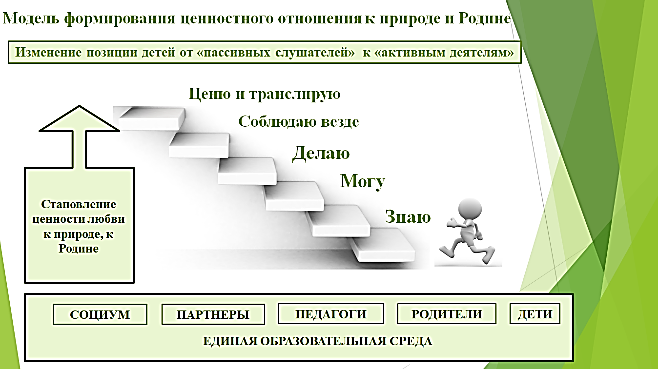 Модель формирования ценностного отношения к природе и Родине
Изменение позиции детей от «пассивных слушателей» к «активным деятелям»
Ценю и транслирую
Соблюдаю везде
Делаю
Могу
Знаю
Становление
ценности любви
к природе, к
Родине
СОЦИУМ ПАРТНЕРЫ ПЕДАГОГИ РОДИТЕЛИ ДЕТИ
ЕДИНАЯ ОБРАЗОВАТЕЛЬНАЯ СРЕДА